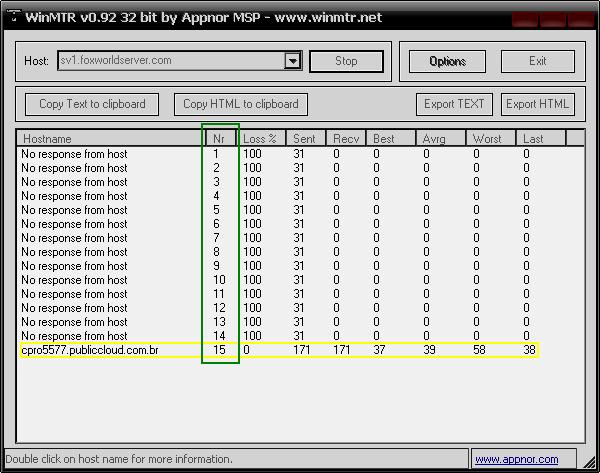 WinMTR v0.92 32 bit by Appnor MSP - www.winmtr.net
Host: sv1.foxworldserver.com Stop Options Exit
Copy Text to clipboard Copy HTML to clipboard Export TEXT Export HTML
Hostname Nr Loss % Sent Recv Best Avrg Worst Last
No response from host 1 100 31 0 0 0 0 0
No response from host 2 100 31 0 0 0 0 0
No response from host 3 100 31 0 0 0 0 0
No response from host 4 100 31 0 0 0 0 0
No response from host 5 100 31 0 0 0 0 0
No response from host 6 100 31 0 0 0 0 0
No response from host 7 100 31 0 0 0 0 0
No response from host 8 100 31 0 0 0 0 0
No response from host 9 100 31 0 0 0 0 0
No response from host 10 100 31 0 0 0 0 0
No response from host 11 100 31 0 0 0 0 0
No response from host 12 100 31 0 0 0 0 0
No response from host 13 100 31 0 0 0 0 0
No response from host 14 100 31 0 0 0 0 0
cpro5577.publiccloud.com.br 15 0 171 171 37 39 58 38
Double click on host name for more information. www.appnor.com